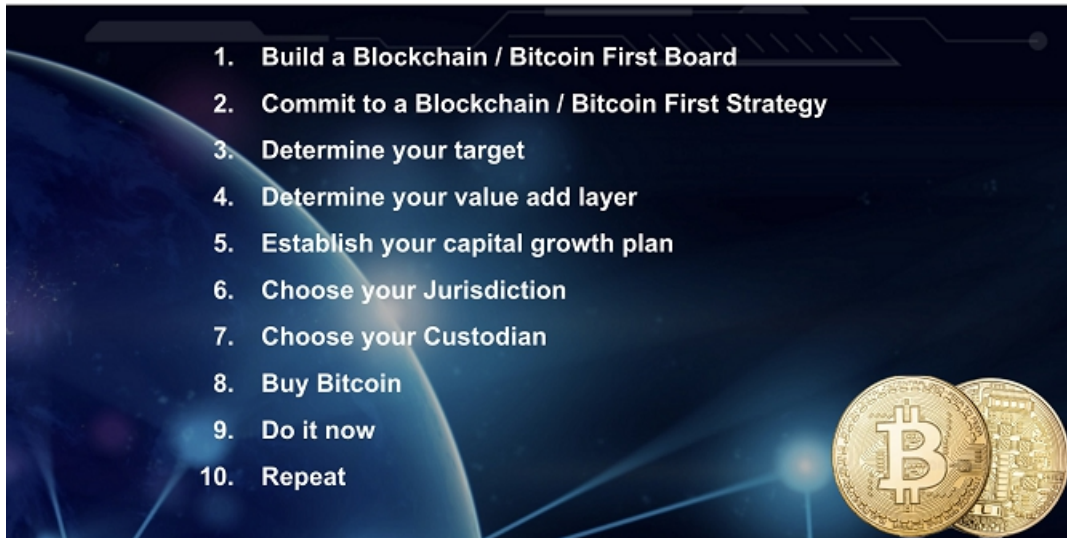 1. Build a Blockchain / Bitcoin First Board
2. Commit to a Blockchain / Bitcoin First Strategy
3. Determine your target
4. Determine your value add layer
5. Establish your capital growth plan
6. Choose your Jurisdiction
7. Choose your Custodian
8. Buy Bitcoin
9. Do it now
10. Repeat